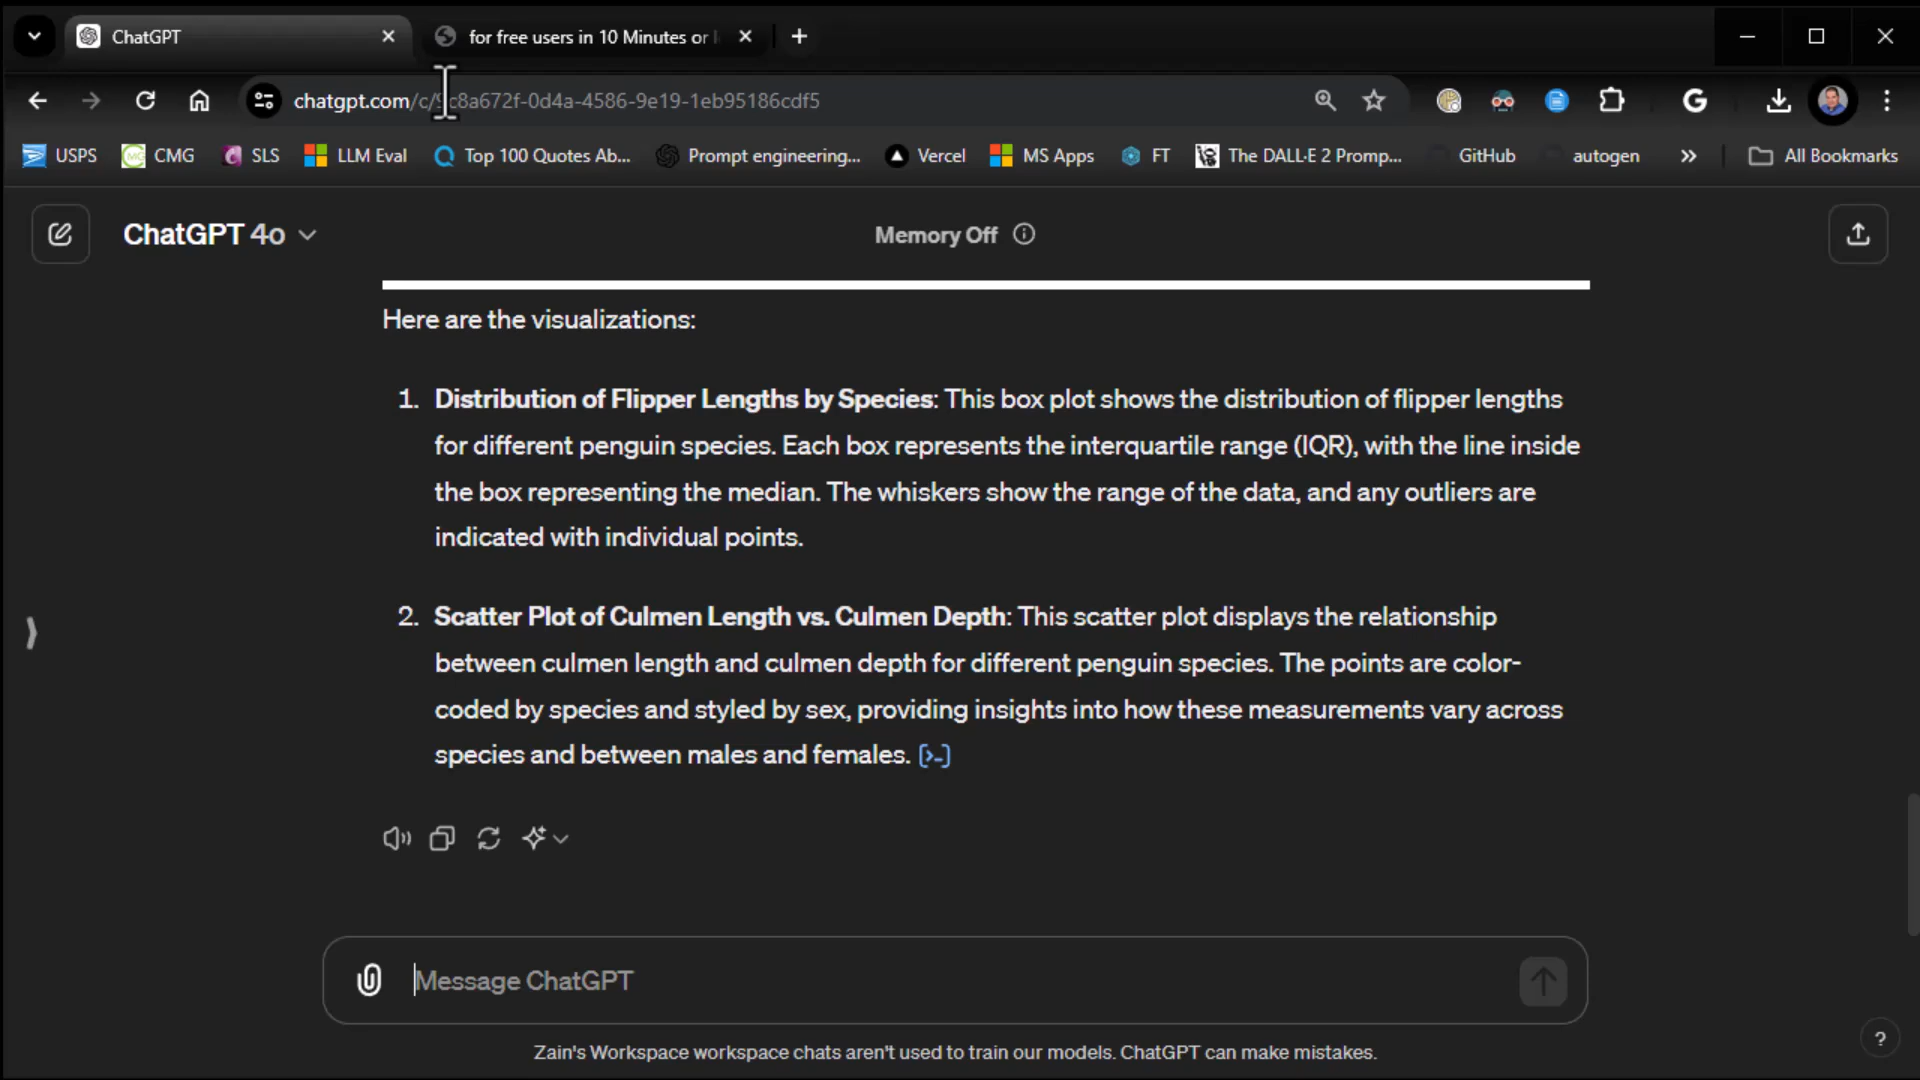 ChatGPT
for free users in 10 Minutes or
chatgpt.com/c/9c8a672f-0d4a-4586-9e19-1eb95186cdf5
USPS
CMG
SLS
LLM Eval
Top 100 Quotes Ab...
Prompt engineering...
Vercel
MS Apps
FT
The DALL·E 2 Promp...
GitHub
autogen
All Bookmarks
ChatGPT 4o
Memory Off
Here are the visualizations:
1. Distribution of Flipper Lengths by Species: This box plot shows the distribution of flipper lengths
for different penguin species. Each box represents the interquartile range (IQR), with the line inside
the box representing the median. The whiskers show the range of the data, and any outliers are
indicated with individual points.
2. Scatter Plot of Culmen Length vs. Culmen Depth: This scatter plot displays the relationship
between culmen length and culmen depth for different penguin species. The points are color-
coded by species and styled by sex, providing insights into how these measurements vary across
species and between males and females. [>-]
Message ChatGPT
Zain's Workspace workspace chats aren't used to train our models. ChatGPT can make mistakes.
?